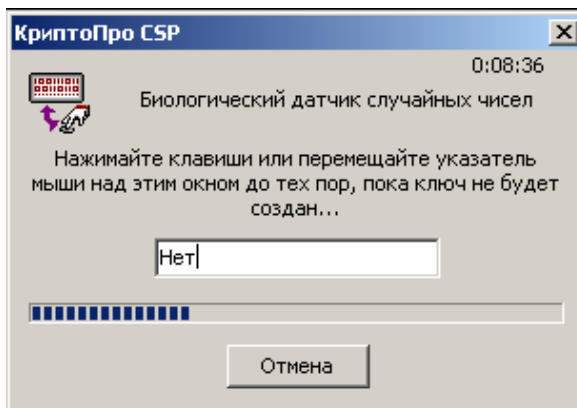 КриптоПро CSP
0:08:36
Биологический датчик случайных чисел
Нажимайте клавиши или перемещайте указатель
мыши над этим окном до тех пор, пока ключ не будет
создан...
Нет
Отмена